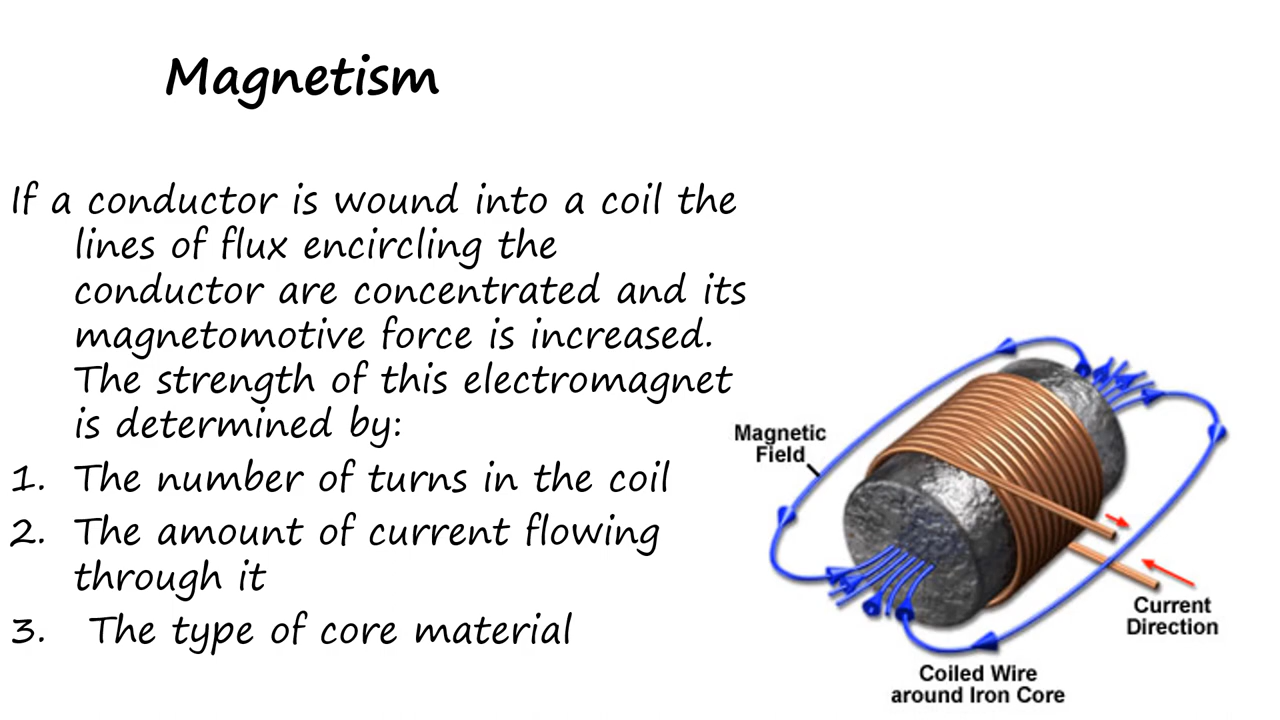 Magnetism
If a conductor is wound into a coil the
lines of flux encircling the
conductor are concentrated and its
magnetomotive force is increased.
The strength of this electromagnet
is determined by:
1. The number of turns in the coil
2. The amount of current flowing
through it
3. The type of core material
Magnetic
Field
Current
Direction
Coiled Wire
around Iron Core